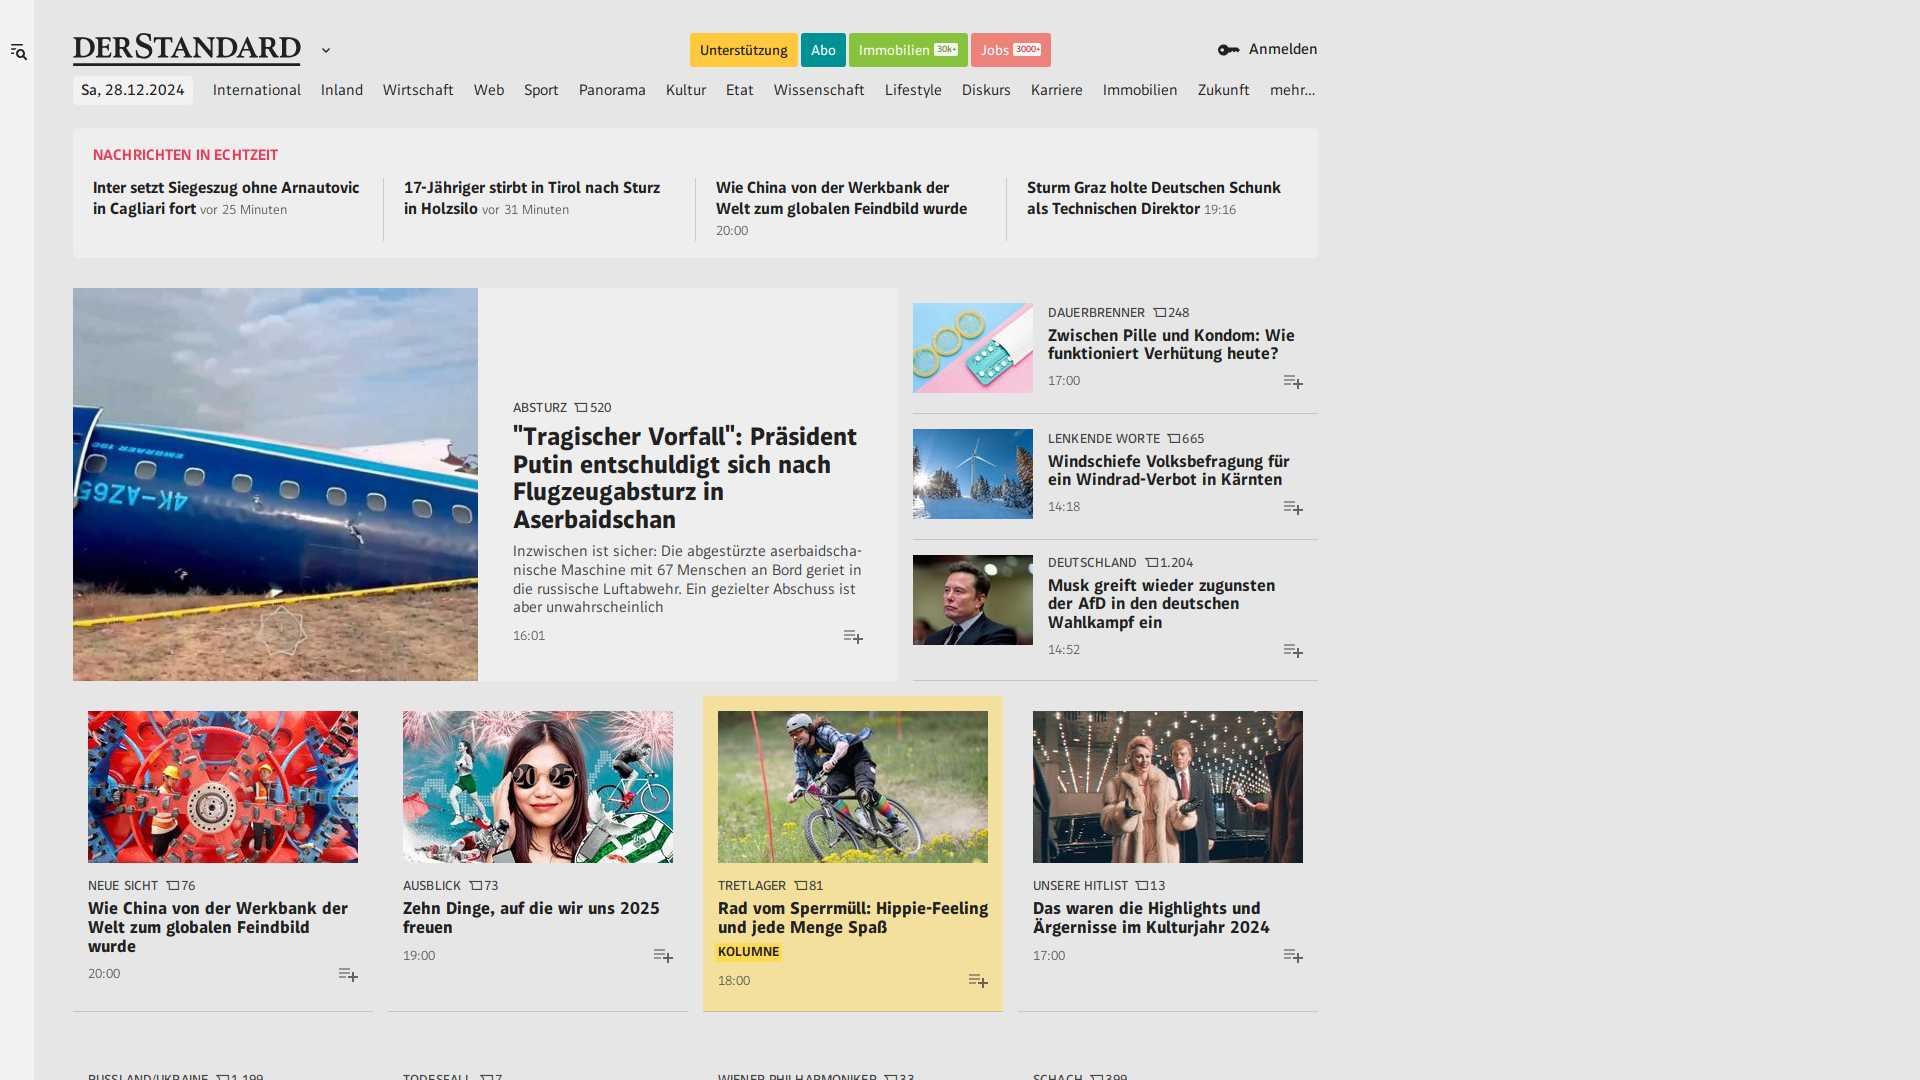 DERSTANDARD
Unterstützung
Abo
Immobilien 30k+
Jobs 3000+
Anmelden
Sa, 28.12.2024
International
Inland
Wirtschaft
Web
Sport
Panorama
Kultur
Etat
Wissenschaft
Lifestyle
Diskurs
Karriere
Immobilien
Zukunft
mehr…
NACHRICHTEN IN ECHTZEIT
Inter setzt Siegeszug ohne Arnautovic
in Cagliari fort vor 25 Minuten
17-Jähriger stirbt in Tirol nach Sturz
in Holzsilo vor 31 Minuten
Wie China von der Werkbank der
Welt zum globalen Feindbild wurde
20:00
Sturm Graz holte Deutschen Schunk
als Technischen Direktor 19:16
EMBRAER 190
4K-AZ65
ABSTURZ 520
"Tragischer Vorfall": Präsident
Putin entschuldigt sich nach
Flugzeugabsturz in
Aserbaidschan
Inzwischen ist sicher: Die abgestürzte aserbaidscha-
nische Maschine mit 67 Menschen an Bord geriet in
die russische Luftabwehr. Ein gezielter Abschuss ist
aber unwahrscheinlich
16:01
DAUERBRENNER 248
Zwischen Pille und Kondom: Wie
funktioniert Verhütung heute?
17:00
LENKENDE WORTE 665
Windschiefe Volksbefragung für
ein Windrad-Verbot in Kärnten
14:18
DEUTSCHLAND 1.204
Musk greift wieder zugunsten
der AfD in den deutschen
Wahlkampf ein
14:52
NEUE SICHT 76
Wie China von der Werkbank der
Welt zum globalen Feindbild
wurde
20:00
2025
AUSBLICK 73
Zehn Dinge, auf die wir uns 2025
freuen
19:00
TRETLAGER 81
Rad vom Sperrmüll: Hippie-Feeling
und jede Menge Spaß
KOLUMNE
18:00
UNSERE HITLIST 13
Das waren die Highlights und
Ärgernisse im Kulturjahr 2024
17:00
RUSSLAND/UKRAINE 1.199
TODESFALL 7
WIENER PHILHARMONIKER 33
SCHACH 399